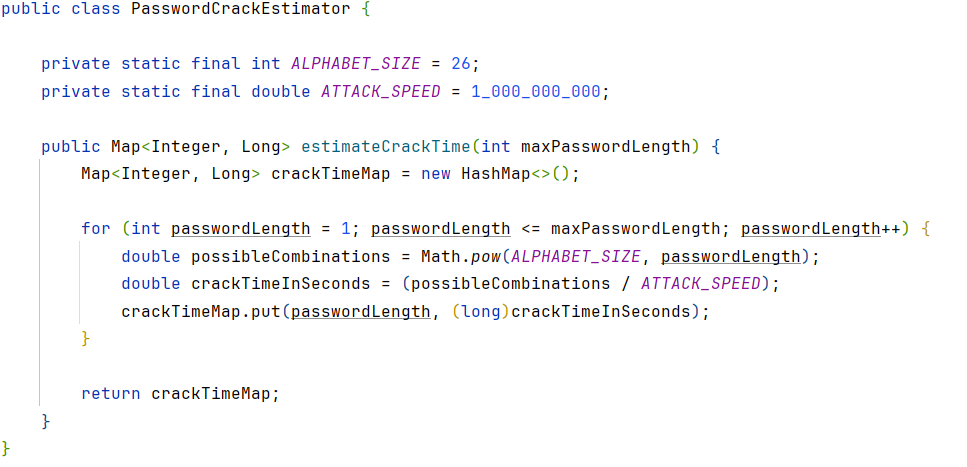 public class PasswordCrackEstimator {
private static final int ALPHABET_SIZE = 26;
private static final double ATTACK_SPEED = 1_000_000_000;
public Map<Integer, Long> estimateCrackTime(int maxPasswordLength) {
Map<Integer, Long> crackTimeMap = new HashMap<>();
for (int passwordLength = 1; passwordLength <= maxPasswordLength; passwordLength++) {
double possibleCombinations = Math.pow(ALPHABET_SIZE, passwordLength);
double crackTimeInSeconds = (possibleCombinations / ATTACK_SPEED);
crackTimeMap.put(passwordLength, (long)crackTimeInSeconds);
}
return crackTimeMap;
}
}